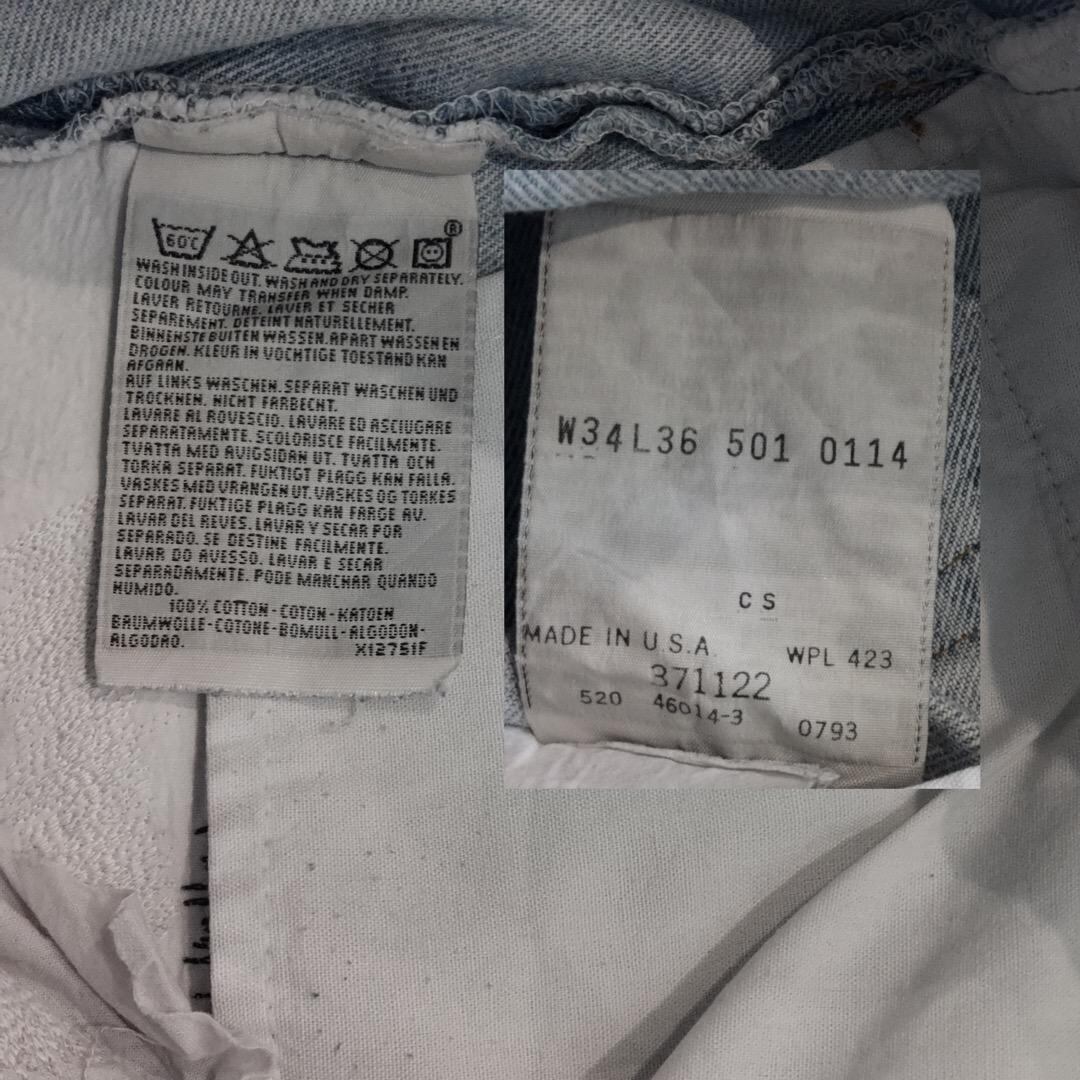 60C
®
WASH INSIDE OUT. WASH AND DRY SEPARATELY.
COLOUR MAY TRANSFER WHEN DAMP.
LAVER RETOURNE. LAVER ET SECHER
SEPAREMENT. DETEINT NATURELLEMENT.
BINNENSTEBUITEN WASSEN. APART WASSEN EN
DROGEN. KLEUR IN VOCHTIGE TOESTAND KAN
AFGAAN.
AUF LINKS WASCHEN. SEPARAT WASCHEN UND
TROCKNEN. NICHT FARBECHT.
LAVARE AL ROVESCIO. LAVARE ED ASCIUGARE
SEPARATAMENTE. SCOLORISCE FACILMENTE.
TVATTA MED AVIGSIDAN UT. TVATTA OCH
TORKA SEPARAT. FUKTIGT PLAGG KAN FALLA.
VASKES MED VRANGEN UT. VASKES OG TORKES
SEPARAT. FUKTIGE PLAGG KAN FARGE AV.
LAVAR DEL REVES. LAVAR Y SECAR POR
SEPARADO. SE DESTINE FACILMENTE.
LAVAR DO AVESSO. LAVAR E SECAR
SEPARADAMENTE. PODE MANCHAR QUANDO
HUMIDO.
100% COTTON-COTON-KATOEN
BAUMWOLLE-COTONE-BOMULL-ALGODON-
ALGODAO.
X12751F
W34L36 501 0114
CS
MADE IN U.S.A. WPL 423
371122
520 46014-3 0793